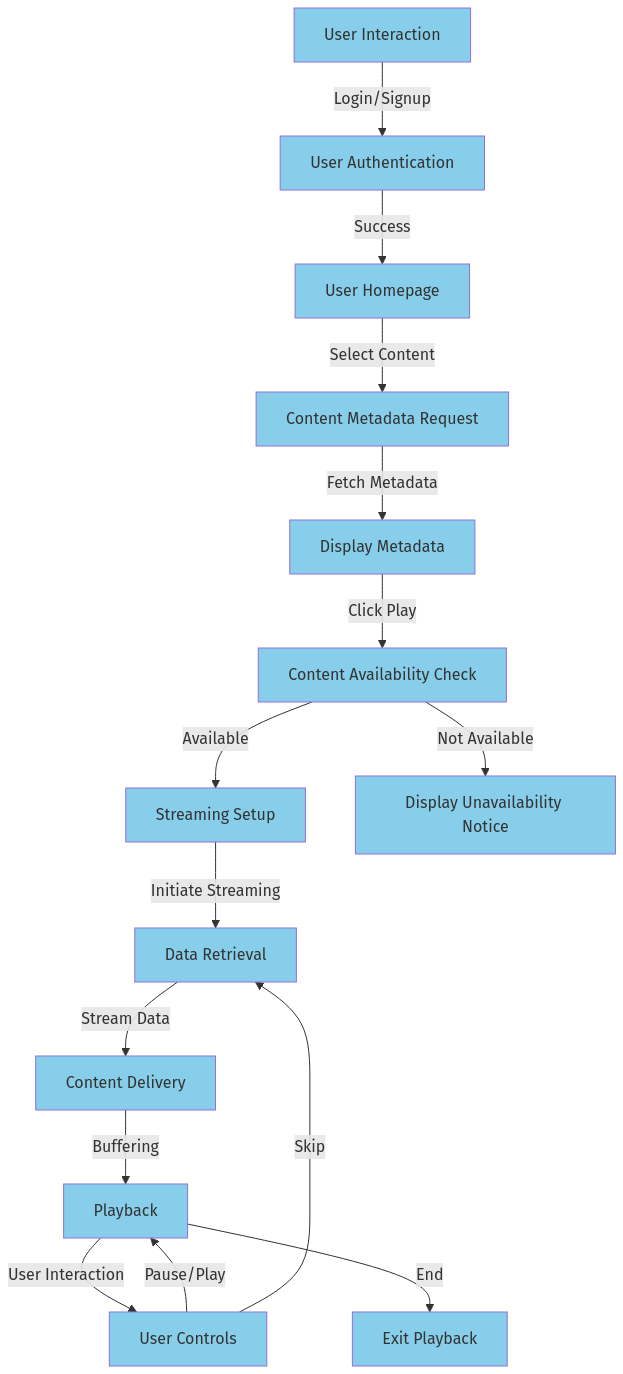 User Interaction
Login/Signup
User Authentication
Success
User Homepage
Select Content
Content Metadata Request
Fetch Metadata
Display Metadata
Click Play
Content Availability Check
Available
Not Available
Display Unavailability
Notice
Streaming Setup
Initiate Streaming
Data Retrieval
Stream Data
Content Delivery
Buffering
Skip
Playback
User Interaction
Pause/Play
End
User Controls
Exit Playback